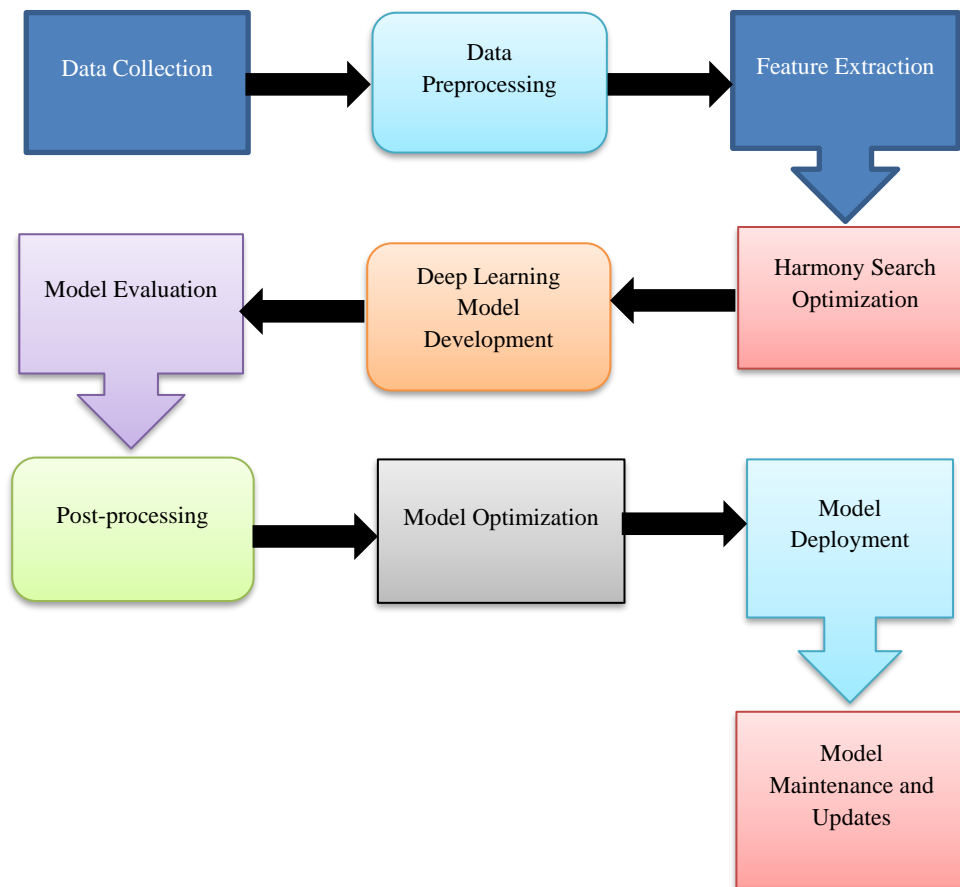 Data Collection
Data
Preprocessing
Feature Extraction
Harmony Search
Optimization
Deep Learning
Model
Development
Model Evaluation
Post-processing
Model Optimization
Model
Deployment
Model
Maintenance and
Updates